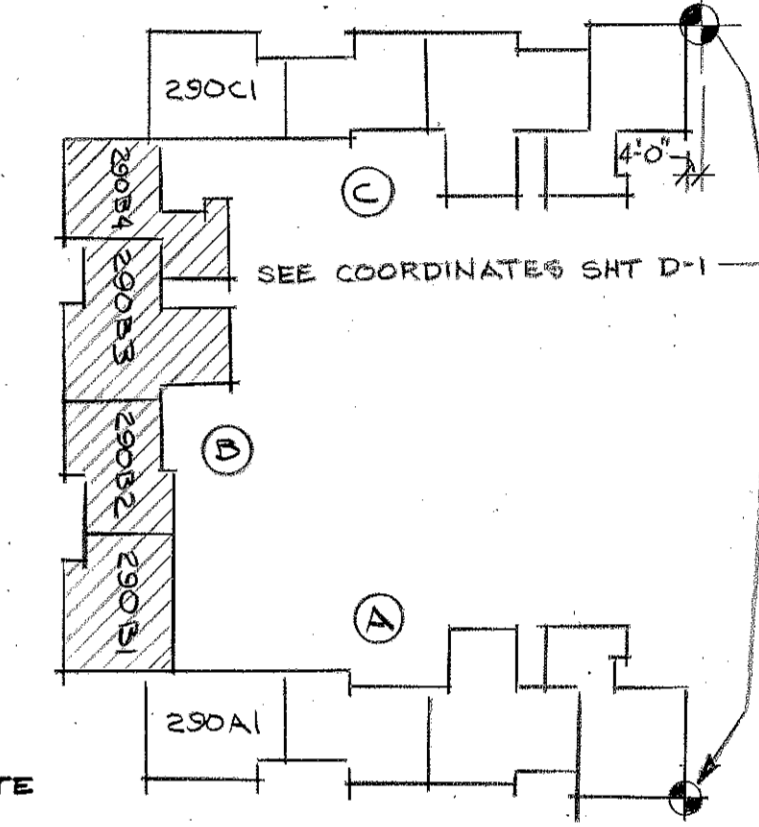 290C1
4'-0"
C
290B4
SEE COORDINATES SHT D-1
290B3
B
290B2
290B1
A
290A1
TE